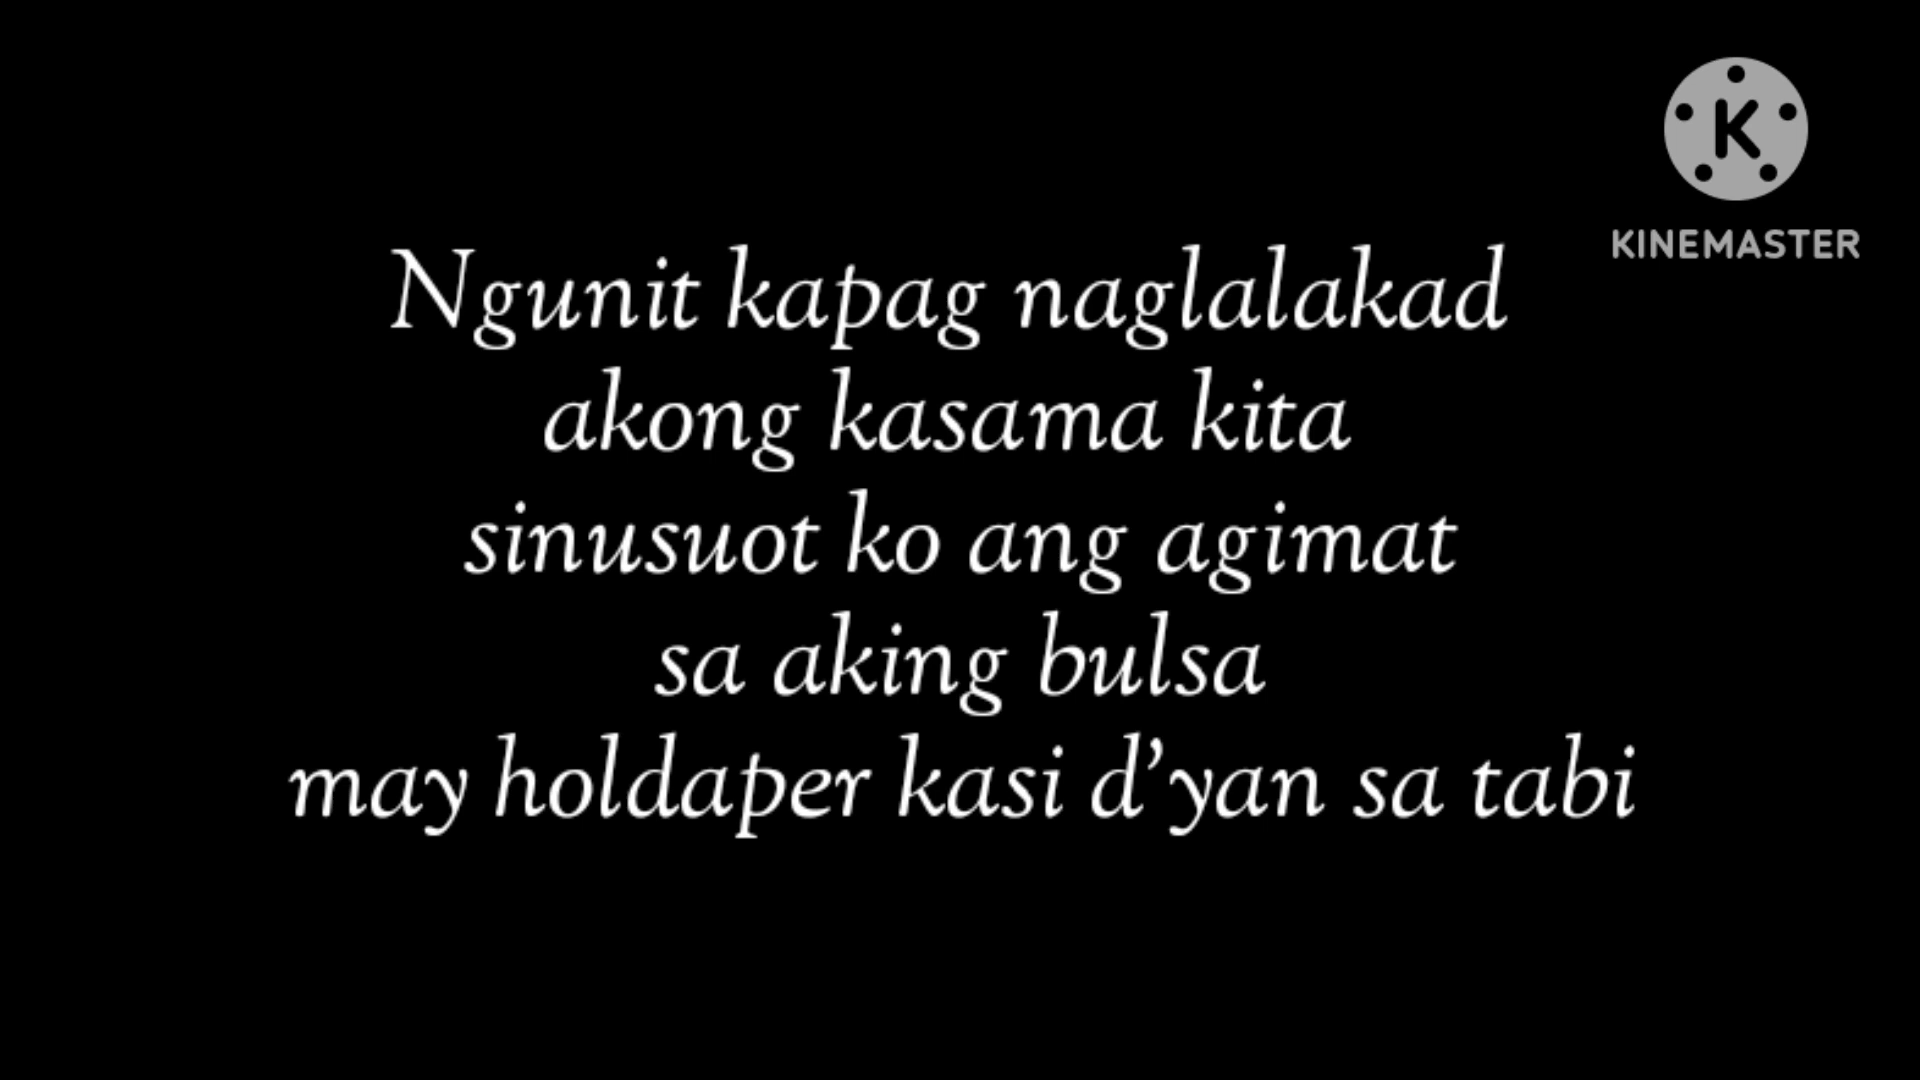 K
KINEMASTER
Ngunit kapag naglalakad
akong kasama kita
sinusuot ko ang agimat
sa aking bulsa
may holdaper kasi d’yan sa tabi